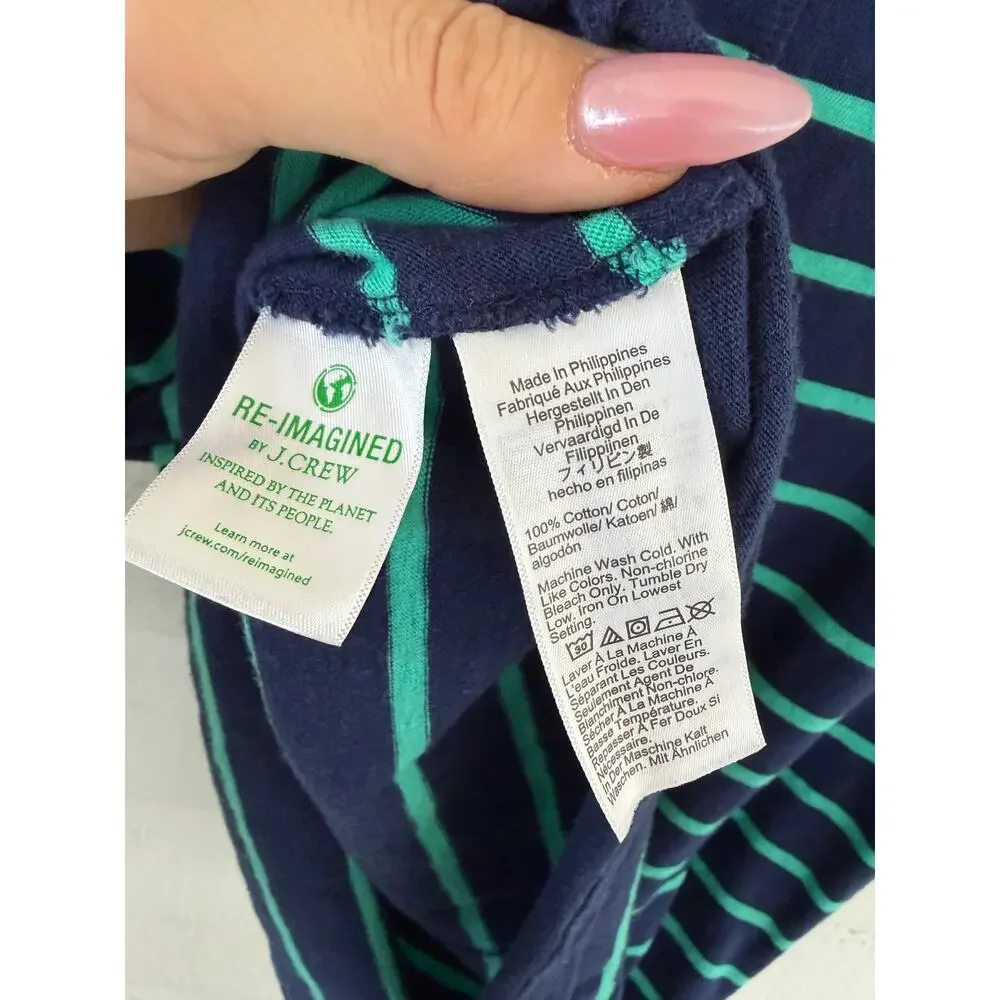 RE-IMAGINED
BY J.CREW
INSPIRED BY THE PLANET
AND ITS PEOPLE.
Learn more at
jcrew.com/reimagined
Made In Philippines
Fabriqué Aux Philippines
Hergestellt In Den
Philippinen
Vervaardigd In De
Filippijnen
フィリピン製
hecho en filipinas
100% Cotton/ Coton/
Baumwolle/ Katoen/ 綿/
algodón
Machine Wash Cold. With
Like Colors. Non-chlorine
Bleach Only. Tumble Dry
Low. Iron On Lowest
Setting.
30
Laver À La Machine À
L'eau Froide. Laver En
Séparant Les Couleurs.
Seulement Agent De
Blanchiment Non-chlore.
Sécher À La Machine À
Basse Température.
Repasser À Fer Doux Si
Nécessaire.
In Der Maschine Kalt
Waschen. Mit Ähnlichen